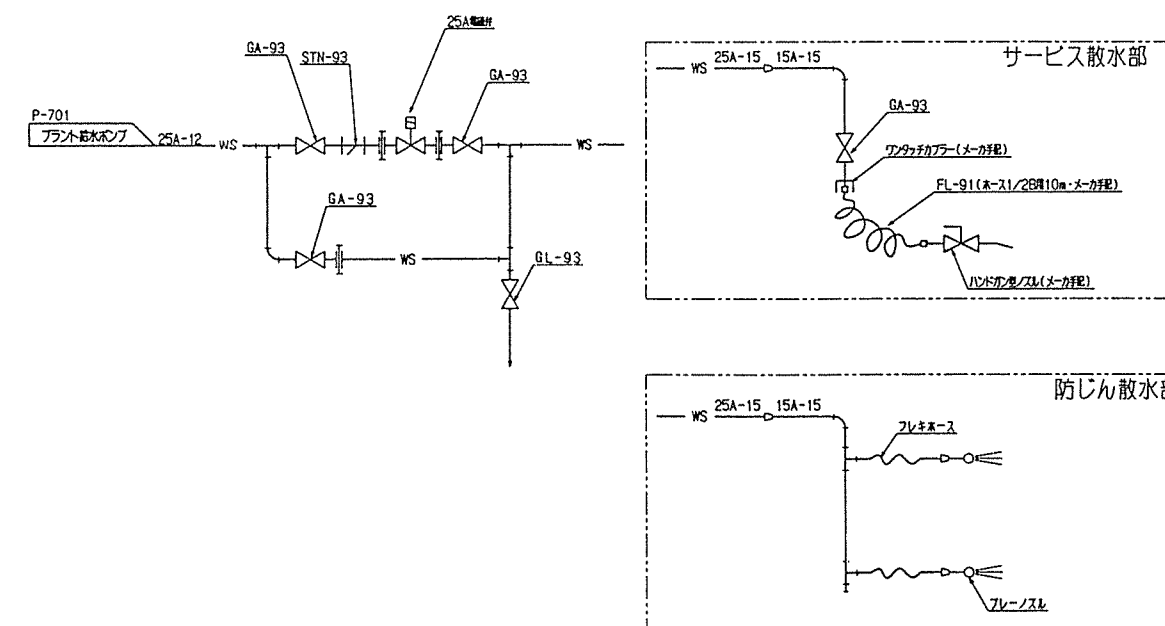 25A電磁弁
GA-93
STN-93
GA-93
P-701
プラント給水ポンプ
25A-12
WS
WS
GA-93
WS
GL-93
サービス散水部
WS
25A-15
15A-15
GA-93
ワンタッチカプラー(メーカ手配)
FL-91(ホース1/2B用10m・メーカ手配)
ハンドガン型ノズル(メーカ手配)
防じん散水部
WS
25A-15
15A-15
フレキホース
プレーノズル